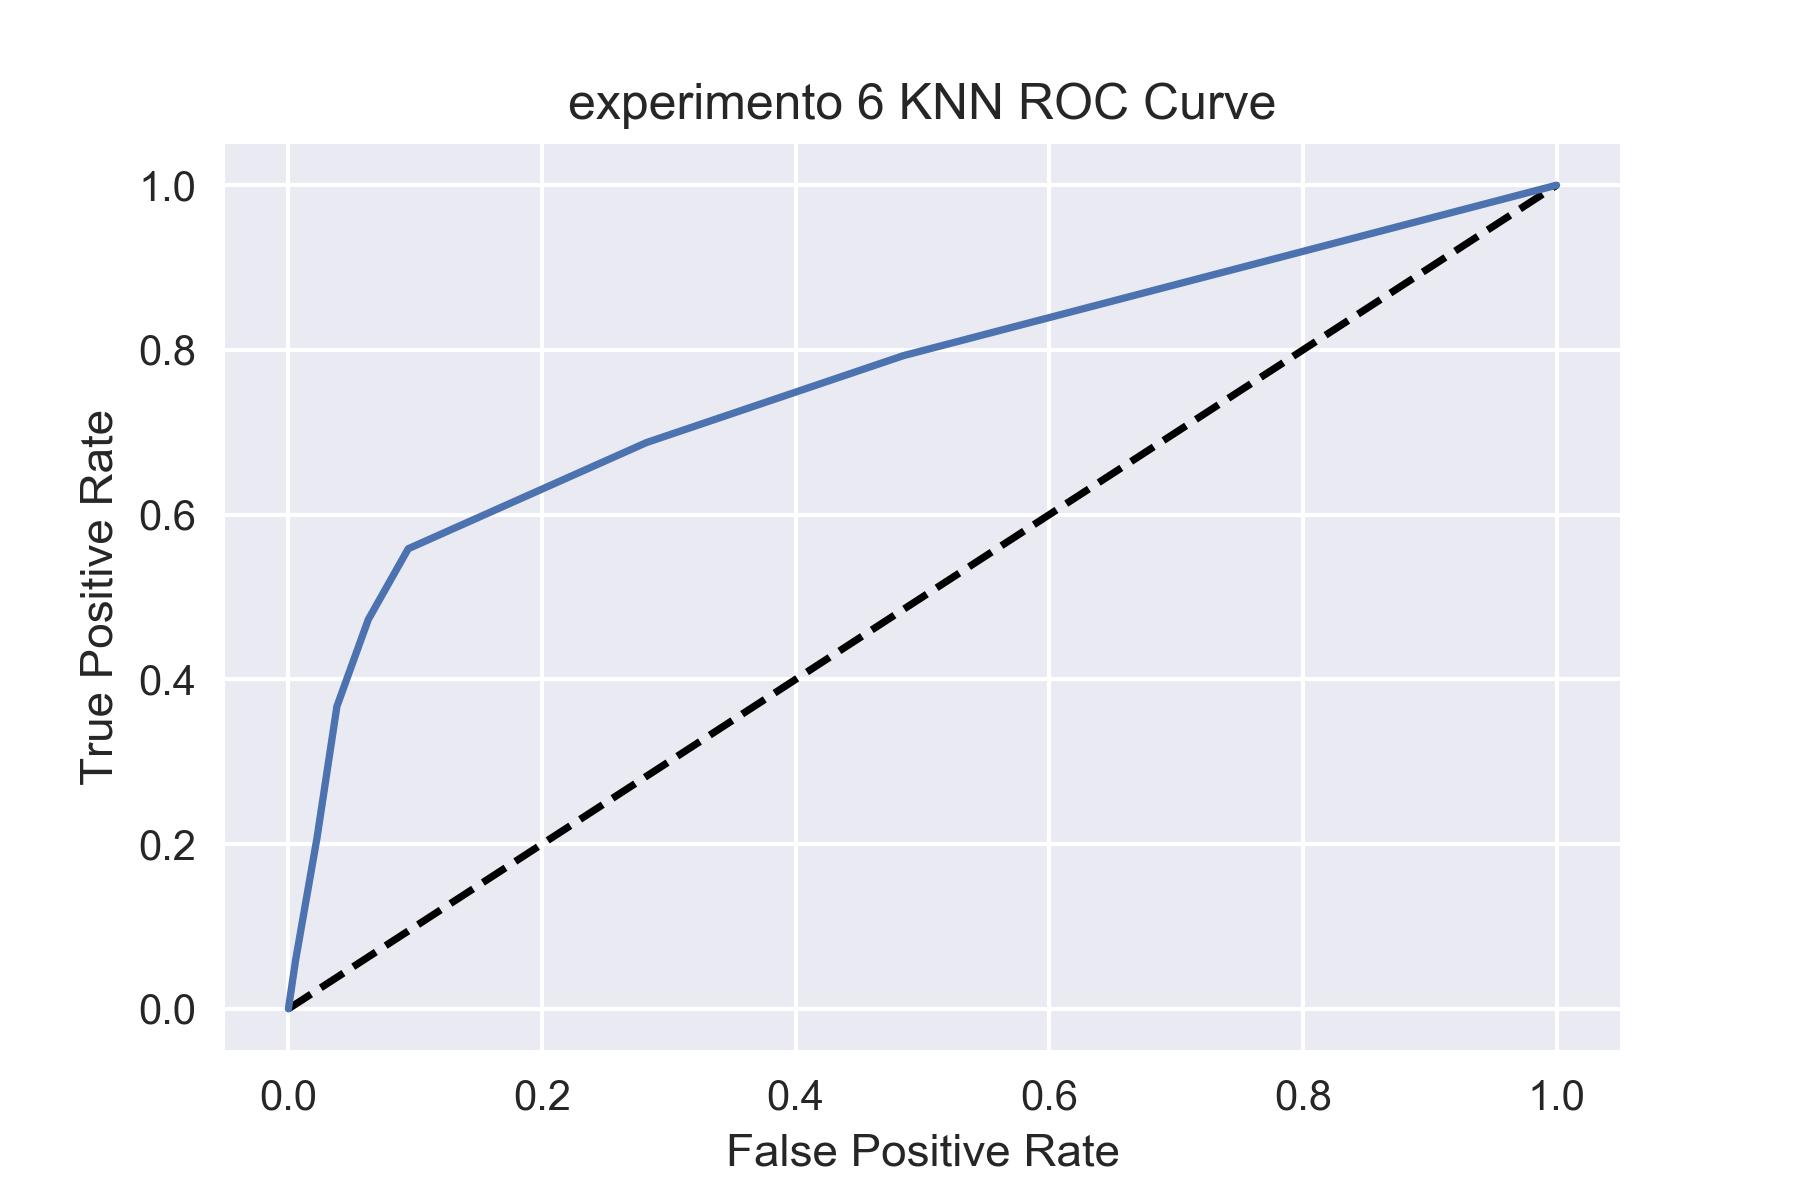 experimento 6 KNN ROC Curve
1.0
0.8
0.6
0.4
0.2
0.0
True Positive Rate
0.0 0.2 0.4 0.6 0.8 1.0
False Positive Rate